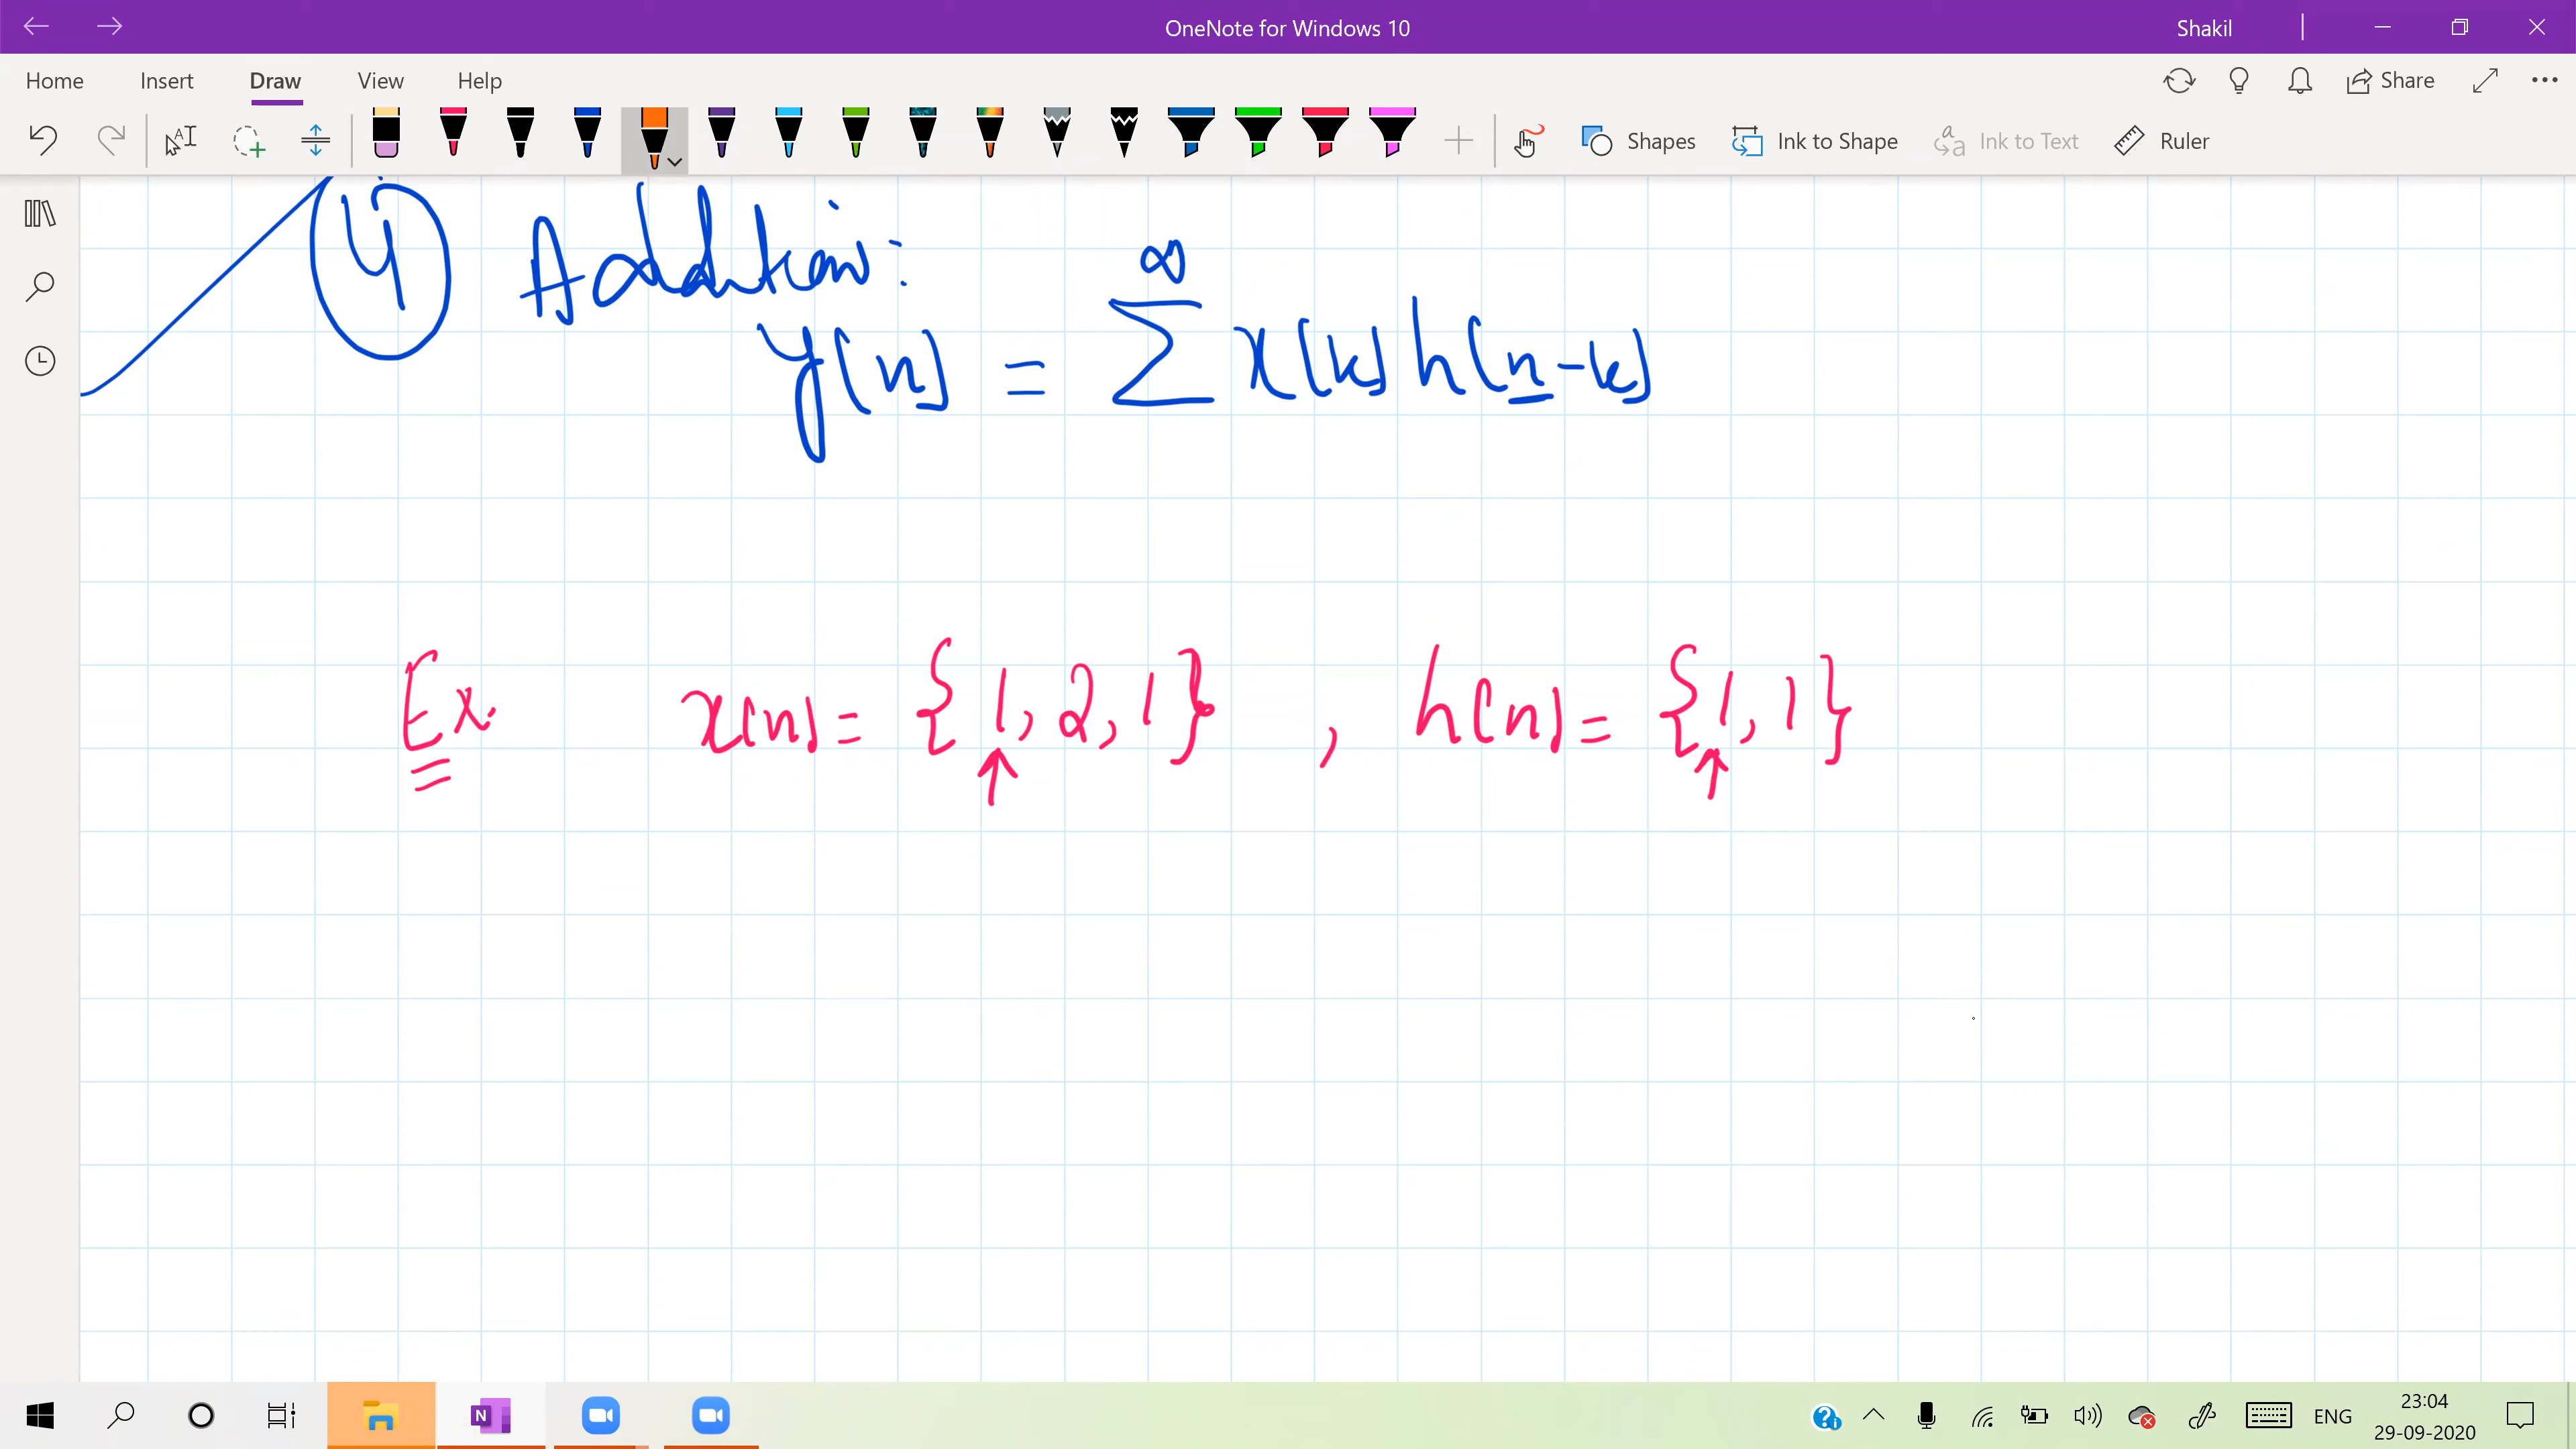 OneNote for Windows 10
Shakil
Home Insert Draw View Help
Share
Shapes Ink to Shape Ink to Text Ruler
4 Addition:
∞
y[n] = Σ x[k] h[n-k]
Ex. x[n] = {1, 2, 1} , h[n] = {1, 1}
↑ ↑
ENG
23:04
29-09-2020